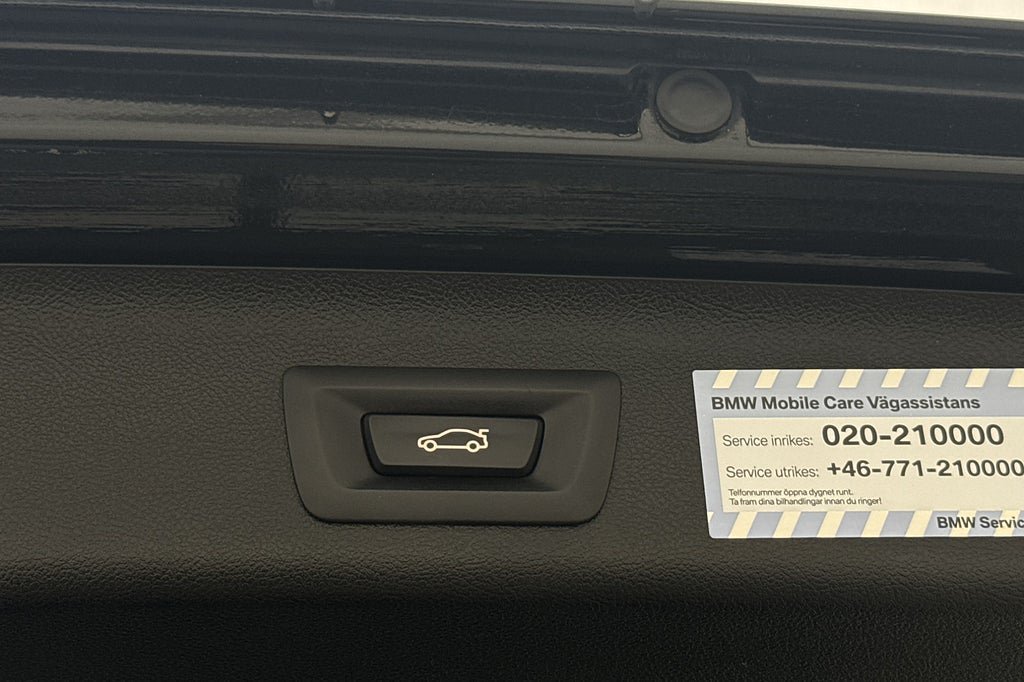 BMW Mobile Care Vägassistans
Service inrikes: 020-210000
Service utrikes: +46-771-210000
Telfonnummer öppna dygnet runt.
Ta fram dina bilhandlingar innan du ringer!
BMW Servic